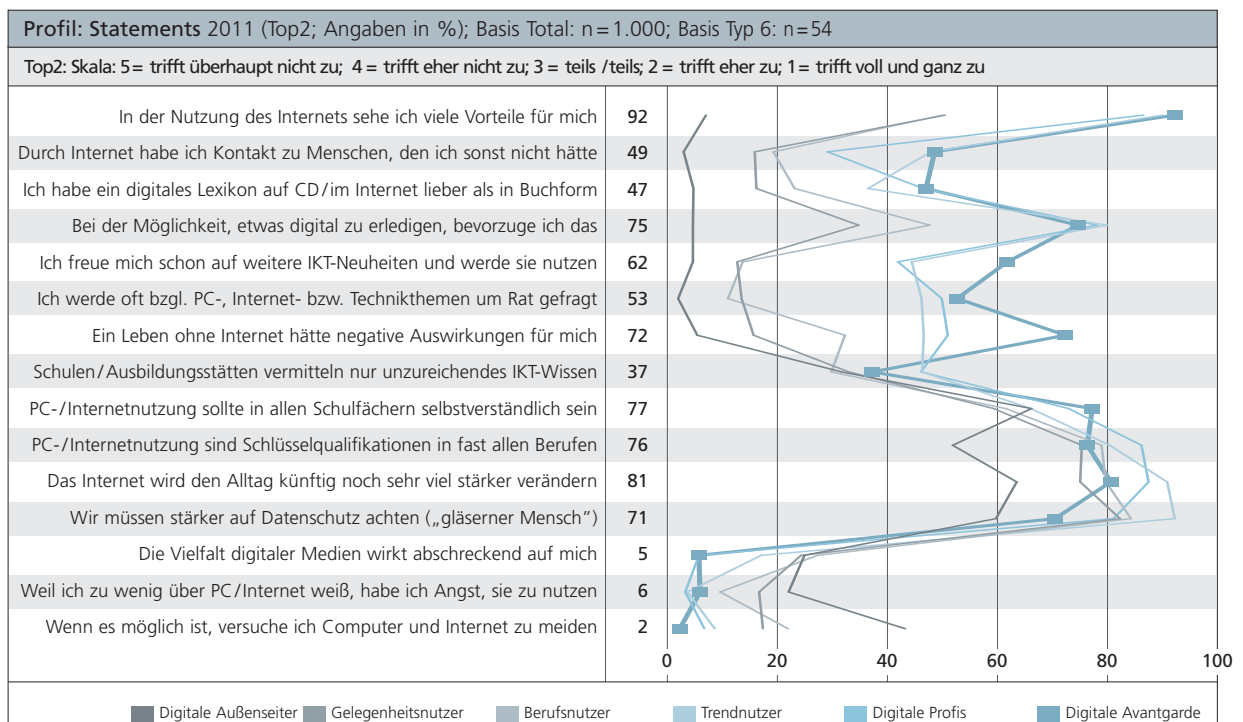 Profil: Statements 2011 (Top2; Angaben in %); Basis Total: n=1.000; Basis Typ 6: n=54
Top2: Skala: 5= trifft überhaupt nicht zu; 4= trifft eher nicht zu; 3= teils/teils; 2= trifft eher zu; 1= trifft voll und ganz zu
In der Nutzung des Internets sehe ich viele Vorteile für mich 92
Durch Internet habe ich Kontakt zu Menschen, den ich sonst nicht hätte 49
Ich habe ein digitales Lexikon auf CD/im Internet lieber als in Buchform 47
Bei der Möglichkeit, etwas digital zu erledigen, bevorzuge ich das 75
Ich freue mich schon auf weitere IKT-Neuheiten und werde sie nutzen 62
Ich werde oft bzgl. PC-, Internet- bzw. Technikthemen um Rat gefragt 53
Ein Leben ohne Internet hätte negative Auswirkungen für mich 72
Schulen/Ausbildungsstätten vermitteln nur unzureichendes IKT-Wissen 37
PC-/Internetnutzung sollte in allen Schulfächern selbstverständlich sein 77
PC-/Internetnutzung sind Schlüsselqualifikationen in fast allen Berufen 76
Das Internet wird den Alltag künftig noch sehr viel stärker verändern 81
Wir müssen stärker auf Datenschutz achten („gläserner Mensch") 71
Die Vielfalt digitaler Medien wirkt abschreckend auf mich 5
Weil ich zu wenig über PC/Internet weiß, habe ich Angst, sie zu nutzen 6
Wenn es möglich ist, versuche ich Computer und Internet zu meiden 2
0 20 40 60 80 100
Digitale Außenseiter Gelegenheitsnutzer Berufsnutzer Trendnutzer Digitale Profis Digitale Avantgarde